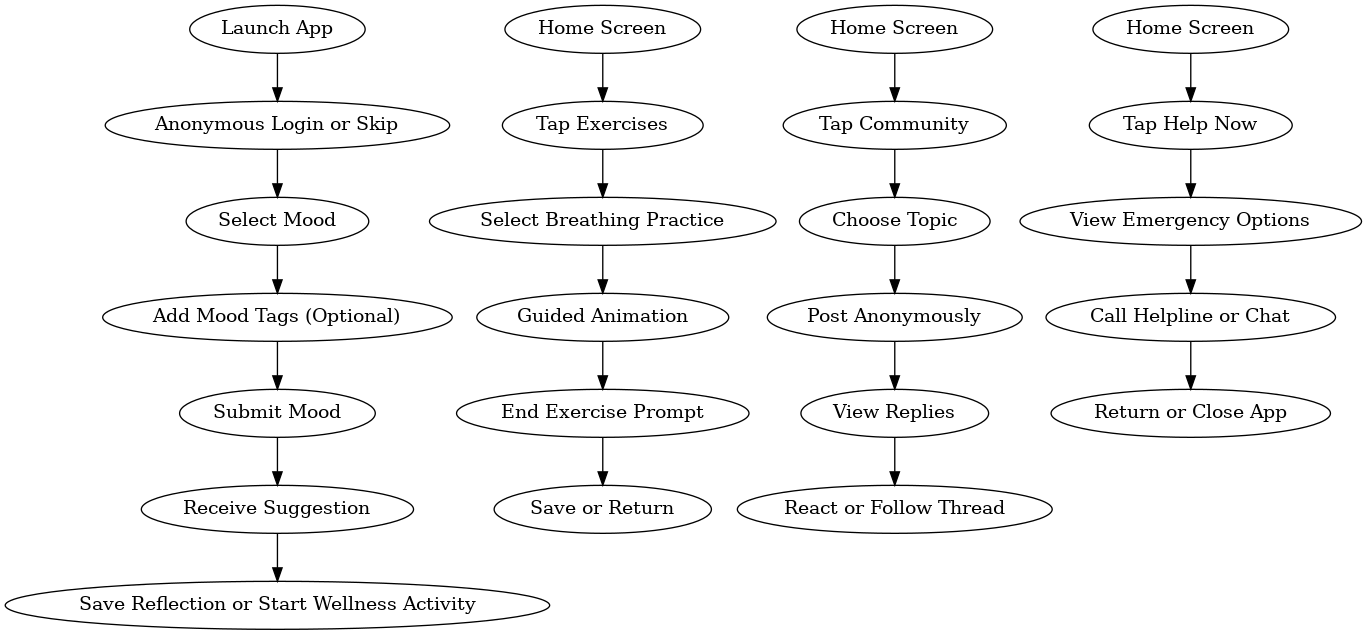 Launch App
Anonymous Login or Skip
Select Mood
Add Mood Tags (Optional)
Submit Mood
Receive Suggestion
Save Reflection or Start Wellness Activity
Home Screen
Tap Exercises
Select Breathing Practice
Guided Animation
End Exercise Prompt
Save or Return
Home Screen
Tap Community
Choose Topic
Post Anonymously
View Replies
React or Follow Thread
Home Screen
Tap Help Now
View Emergency Options
Call Helpline or Chat
Return or Close App